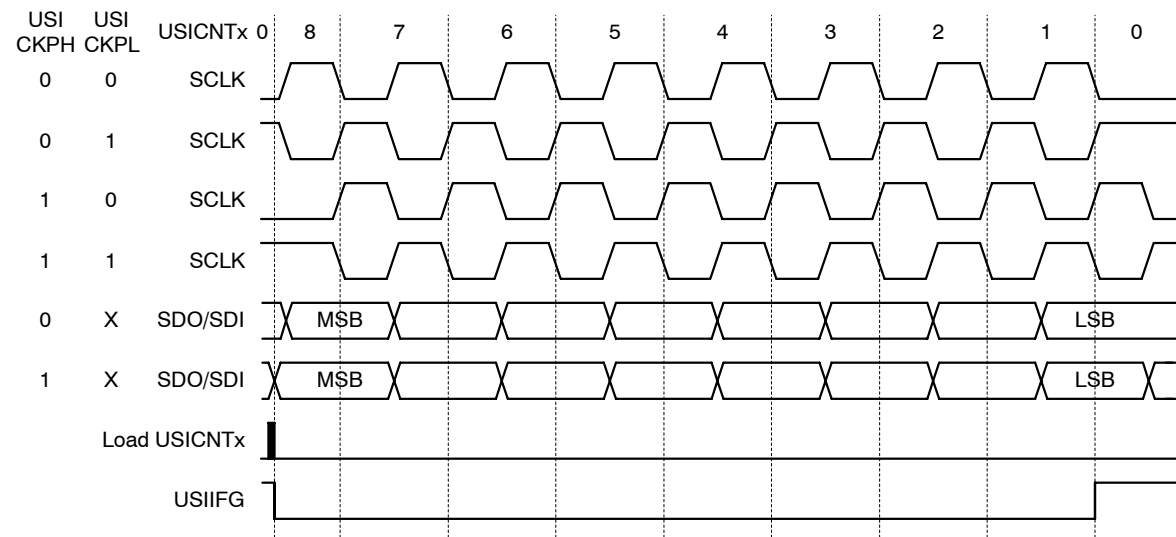 USI USI
CKPH CKPL USICNTx 0 8 7 6 5 4 3 2 1 0
0 0 SCLK
0 1 SCLK
1 0 SCLK
1 1 SCLK
0 X SDO/SDI MSB LSB
1 X SDO/SDI MSB LSB
Load USICNTx
USIIFG